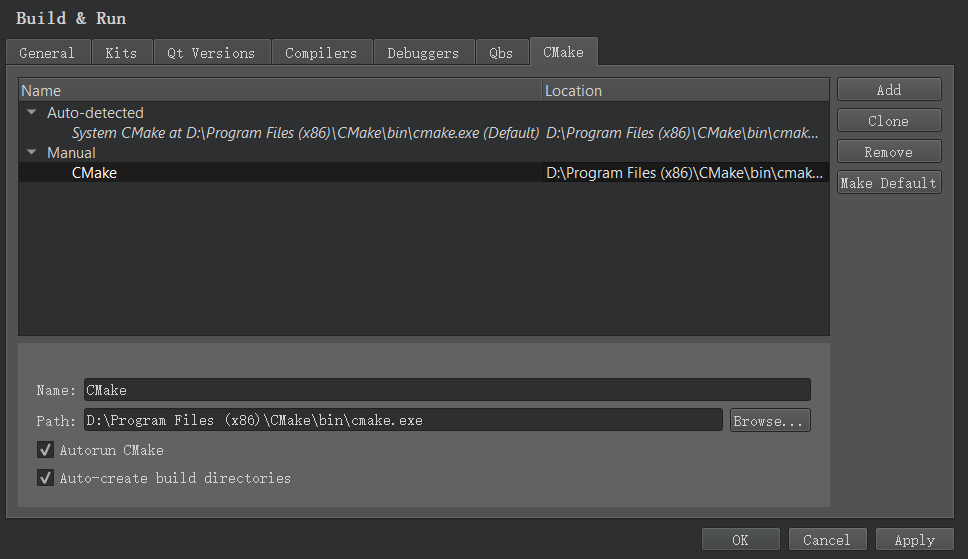 Build & Run
General Kits Qt Versions Compilers Debuggers Qbs CMake
Name Location
Auto-detected
System CMake at D:\Program Files (x86)\CMake\bin\cmake.exe (Default) D:\Program Files (x86)\CMake\bin\cmak...
Manual
CMake D:\Program Files (x86)\CMake\bin\cmak...
Add
Clone
Remove
Make Default
Name: CMake
Path: D:\Program Files (x86)\CMake\bin\cmake.exe Browse...
Autorun CMake
Auto-create build directories
OK Cancel Apply